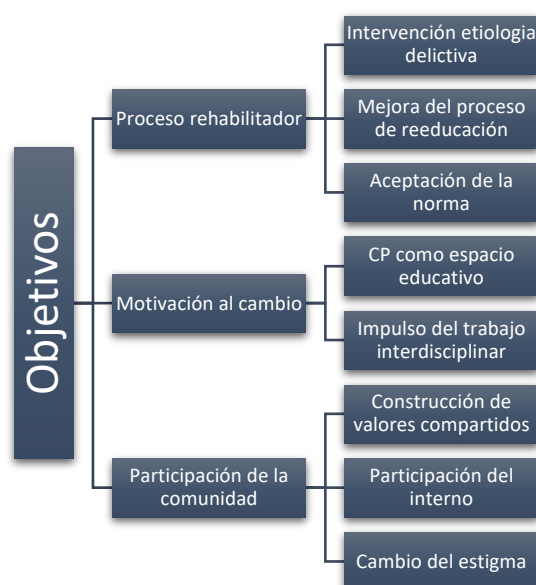 Objetivos
Proceso rehabilitador
Intervención etiologia
delictiva
Mejora del proceso
de reeducación
Aceptación de la
norma
Motivación al cambio
CP como espacio
educativo
Impulso del trabajo
interdisciplinar
Participación de la
comunidad
Construcción de
valores compartidos
Participación del
interno
Cambio del estigma